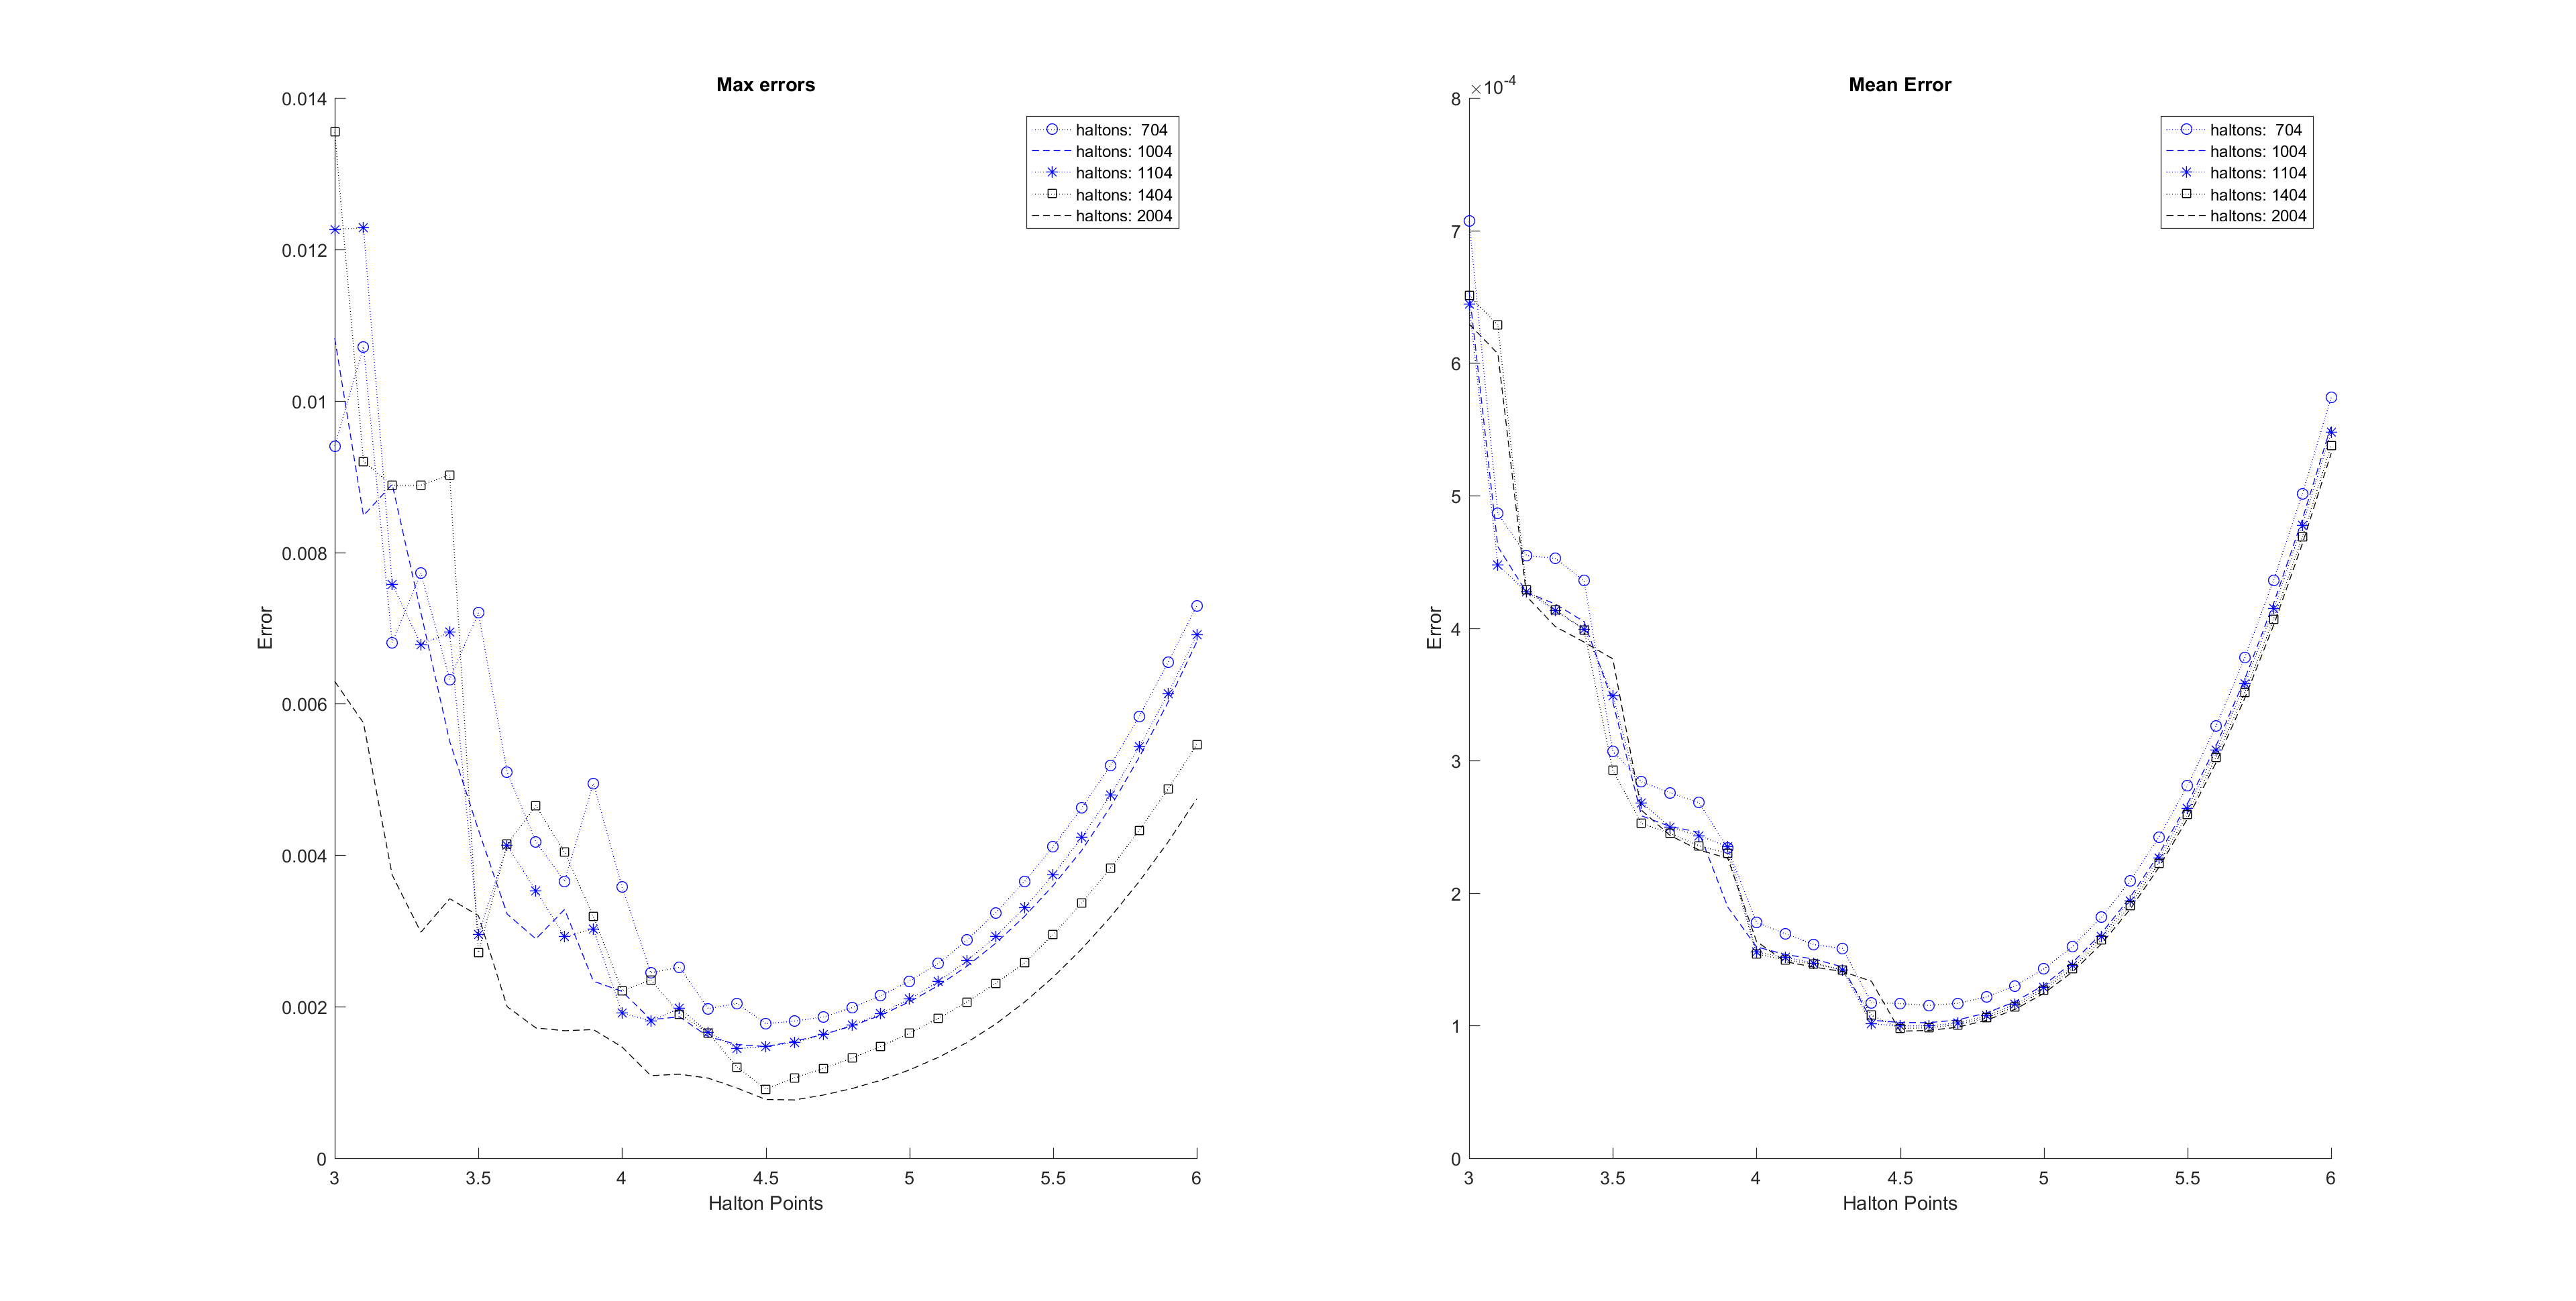 Max errors
0.014
0.012
0.01
0.008
0.006
0.004
0.002
0
Error
3 3.5 4 4.5 5 5.5 6
Halton Points
haltons: 704
haltons: 1004
haltons: 1104
haltons: 1404
haltons: 2004
Mean Error
×10-4
8
7
6
5
4
3
2
1
0
Error
3 3.5 4 4.5 5 5.5 6
Halton Points
haltons: 704
haltons: 1004
haltons: 1104
haltons: 1404
haltons: 2004